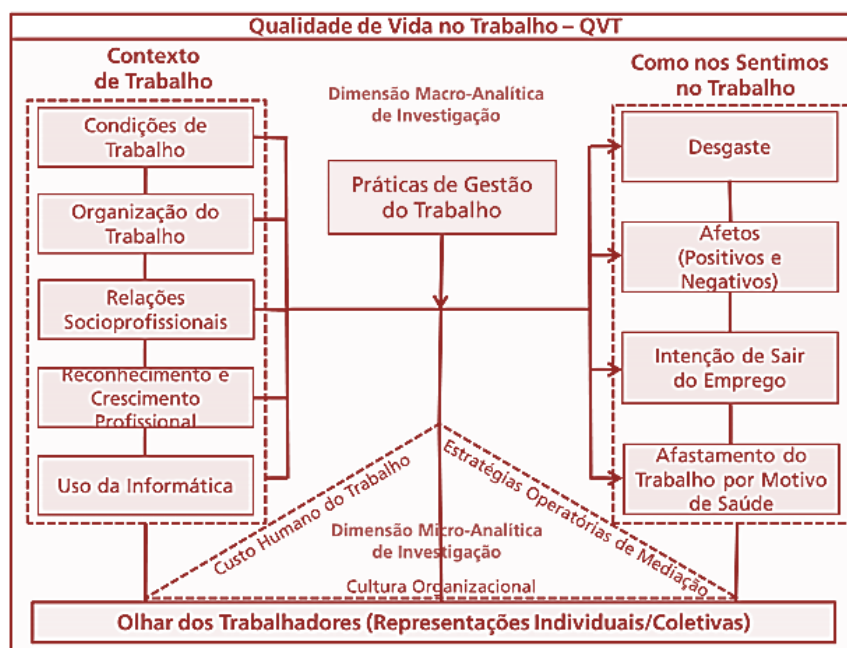 Qualidade de Vida no Trabalho – QVT
Contexto
de Trabalho
Condições de
Trabalho
Organização do
Trabalho
Relações
Socioprofissionais
Reconhecimento e
Crescimento
Profissional
Uso da Informática
Dimensão Macro-Analítica
de Investigação
Práticas de Gestão
do Trabalho
Como nos Sentimos
no Trabalho
Desgaste
Afetos
(Positivos e
Negativos)
Intenção de Sair
do Emprego
Afastamento do
Trabalho por Motivo
de Saúde
Custo Humano do Trabalho
Estratégias Operatórias de Mediação
Dimensão Micro-Analítica
de Investigação
Cultura Organizacional
Olhar dos Trabalhadores (Representações Individuais/Coletivas)